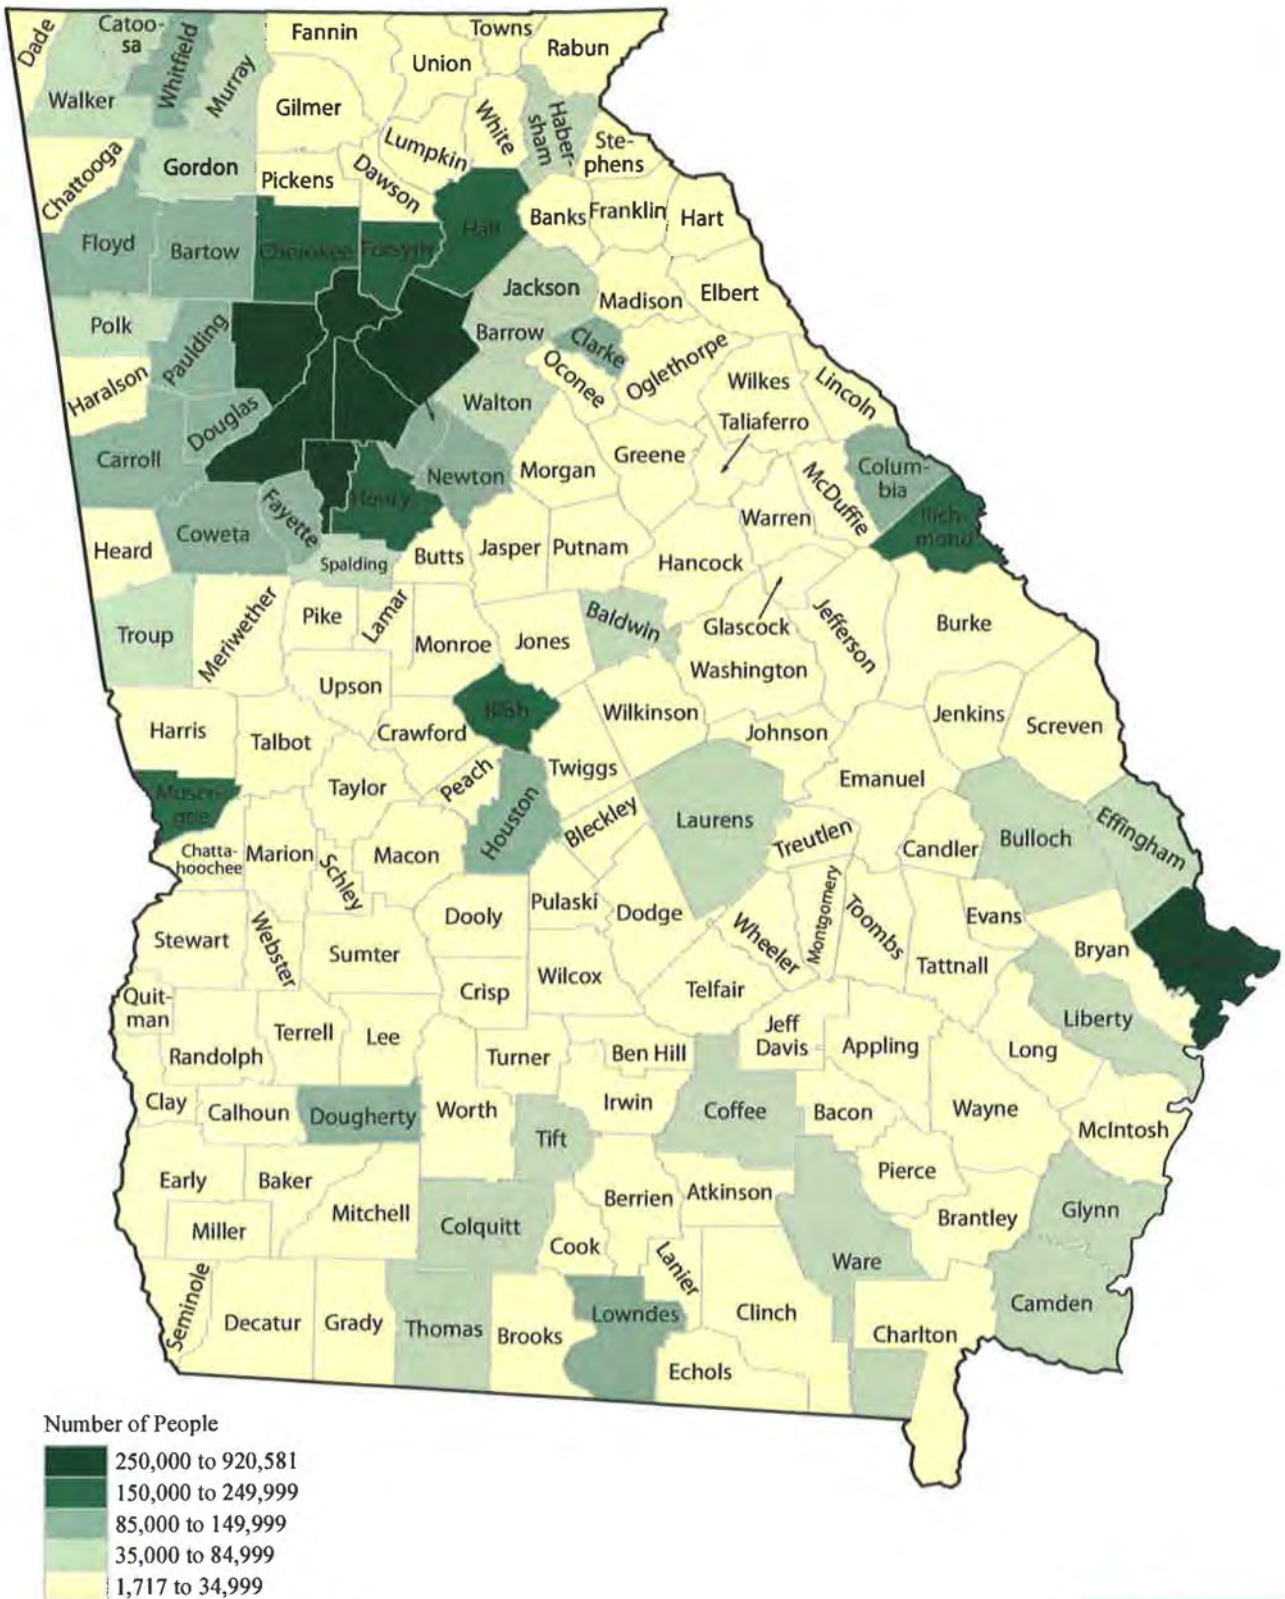 Dade
Catoo-
sa
Whitfield
Murray
Fannin
Towns
Union
Rabun
Walker
Gilmer
White
Haber-
sham
Lumpkin
Ste-
phens
Chattooga
Gordon
Pickens
Dawson
Banks
Franklin
Hart
Hall
Floyd
Bartow
Cherokee
Forsyth
Jackson
Madison
Elbert
Polk
Paulding
Barrow
Clarke
Oconee
Oglethorpe
Haralson
Wilkes
Lincoln
Douglas
Walton
Taliaferro
Carroll
Newton
Morgan
Greene
McDuffie
Colum-
bia
Henry
Fayette
Coweta
Warren
Rich-
mond
Heard
Spalding
Butts
Jasper
Putnam
Hancock
Troup
Meriwether
Pike
Lamar
Monroe
Jones
Baldwin
Glascock
Jefferson
Burke
Washington
Upson
Bibb
Wilkinson
Jenkins
Screven
Harris
Talbot
Crawford
Johnson
Taylor
Peach
Twiggs
Emanuel
Musco-
gee
Houston
Bleckley
Laurens
Treutlen
Candler
Bulloch
Effingham
Chatta-
hoochee
Marion
Schley
Macon
Dooly
Pulaski
Dodge
Wheeler
Montgomery
Toombs
Evans
Stewart
Webster
Sumter
Bryan
Crisp
Wilcox
Telfair
Tattnall
Quit-
man
Randolph
Terrell
Lee
Turner
Ben Hill
Jeff
Davis
Appling
Long
Liberty
Clay
Calhoun
Dougherty
Worth
Tift
Irwin
Coffee
Bacon
Wayne
McIntosh
Early
Baker
Mitchell
Berrien
Atkinson
Pierce
Brantley
Glynn
Miller
Colquitt
Cook
Lanier
Ware
Seminole
Decatur
Grady
Thomas
Brooks
Lowndes
Clinch
Charlton
Camden
Echols
Number of People
250,000 to 920,581
150,000 to 249,999
85,000 to 149,999
35,000 to 84,999
1,717 to 34,999